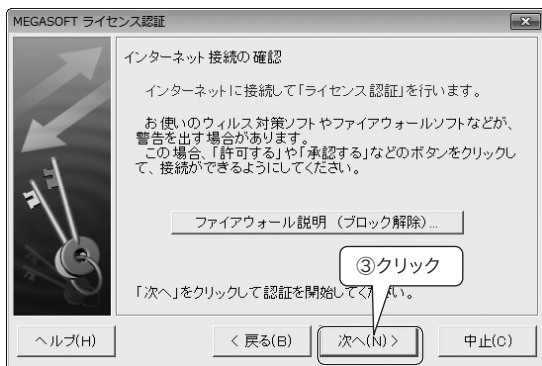 MEGASOFT ライセンス認証
インターネット接続の確認
インターネットに接続して「ライセンス認証」を行います。
お使いのウィルス対策ソフトやファイアウォールソフトなどが、
警告を出す場合があります。
この場合、「許可する」や「承認する」などのボタンをクリックし
て、接続ができるようにしてください。
ファイアウォール説明 （ブロック解除）...
③クリック
「次へ」をクリックして認証を開始してください。
ヘルプ(H)
< 戻る(B)
次へ(N) >
中止(C)